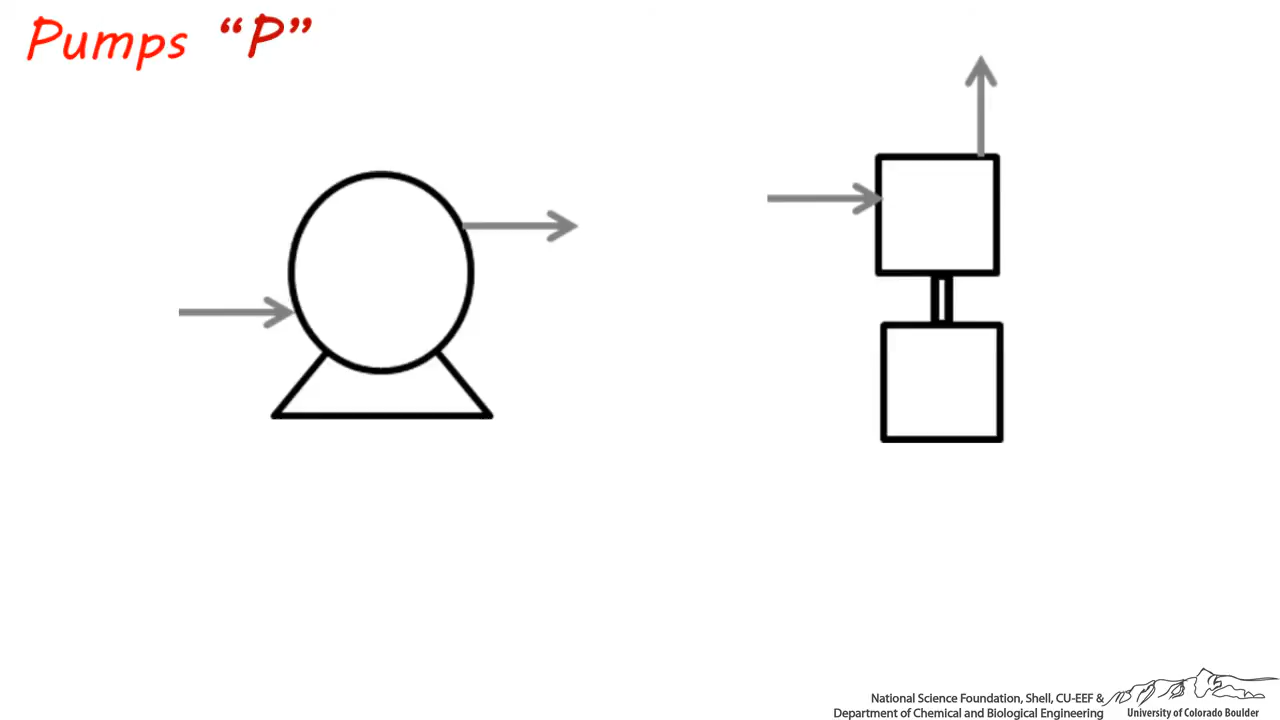 Pumps “P”
National Science Foundation, Shell, CU-EEF &
Department of Chemical and Biological Engineering
University of Colorado Boulder